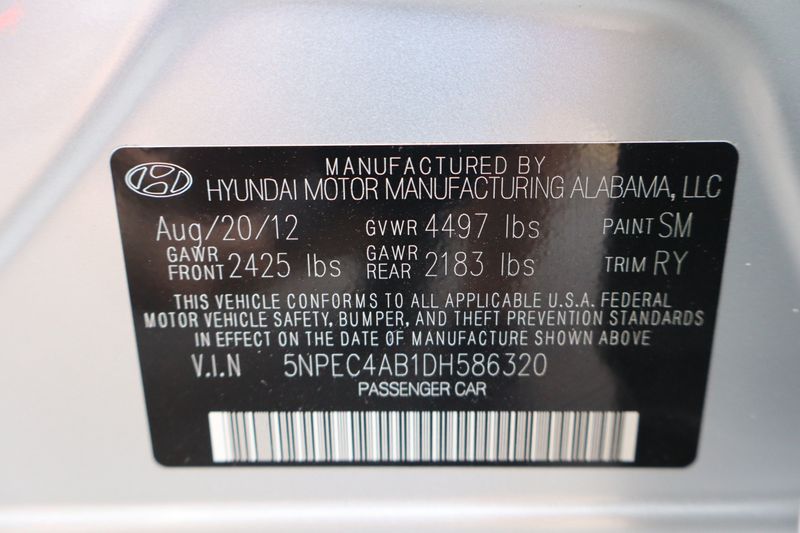 MANUFACTURED BY
HYUNDAI MOTOR MANUFACTURING ALABAMA, LLC
Aug/20/12 GVWR 4497 lbs PAINT SM
GAWR FRONT 2425 lbs GAWR REAR 2183 lbs TRIM RY
THIS VEHICLE CONFORMS TO ALL APPLICABLE U.S.A. FEDERAL
MOTOR VEHICLE SAFETY, BUMPER, AND THEFT PREVENTION STANDARDS
IN EFFECT ON THE DATE OF MANUFACTURE SHOWN ABOVE
V.I.N 5NPEC4AB1DH586320
PASSENGER CAR